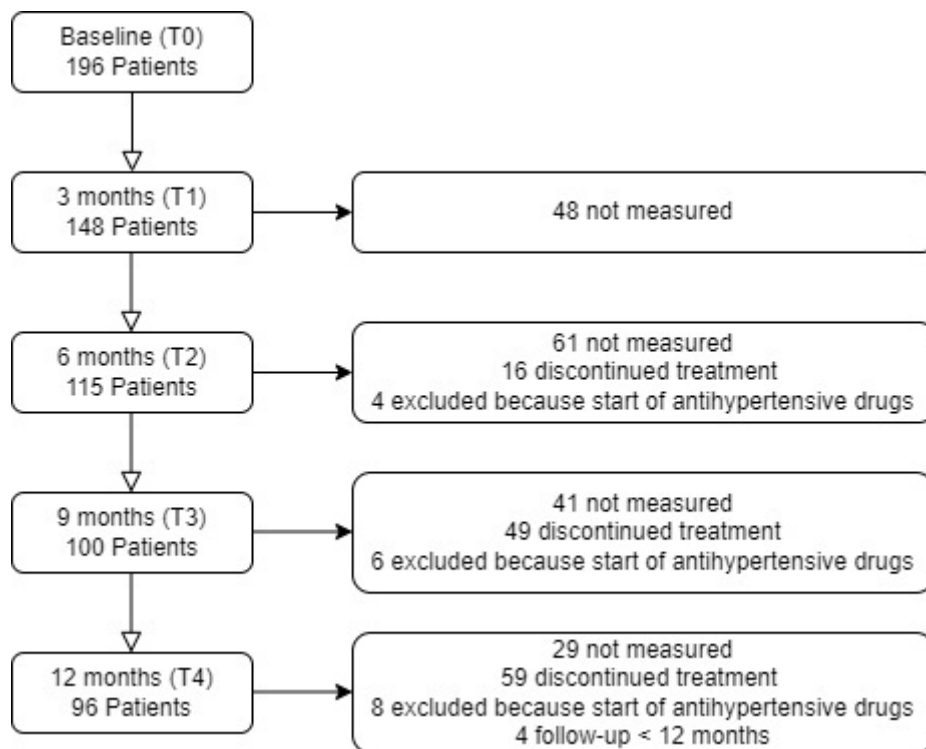 Baseline (T0)
196 Patients
3 months (T1)
148 Patients
48 not measured
6 months (T2)
115 Patients
61 not measured
16 discontinued treatment
4 excluded because start of antihypertensive drugs
9 months (T3)
100 Patients
41 not measured
49 discontinued treatment
6 excluded because start of antihypertensive drugs
12 months (T4)
96 Patients
29 not measured
59 discontinued treatment
8 excluded because start of antihypertensive drugs
4 follow-up < 12 months